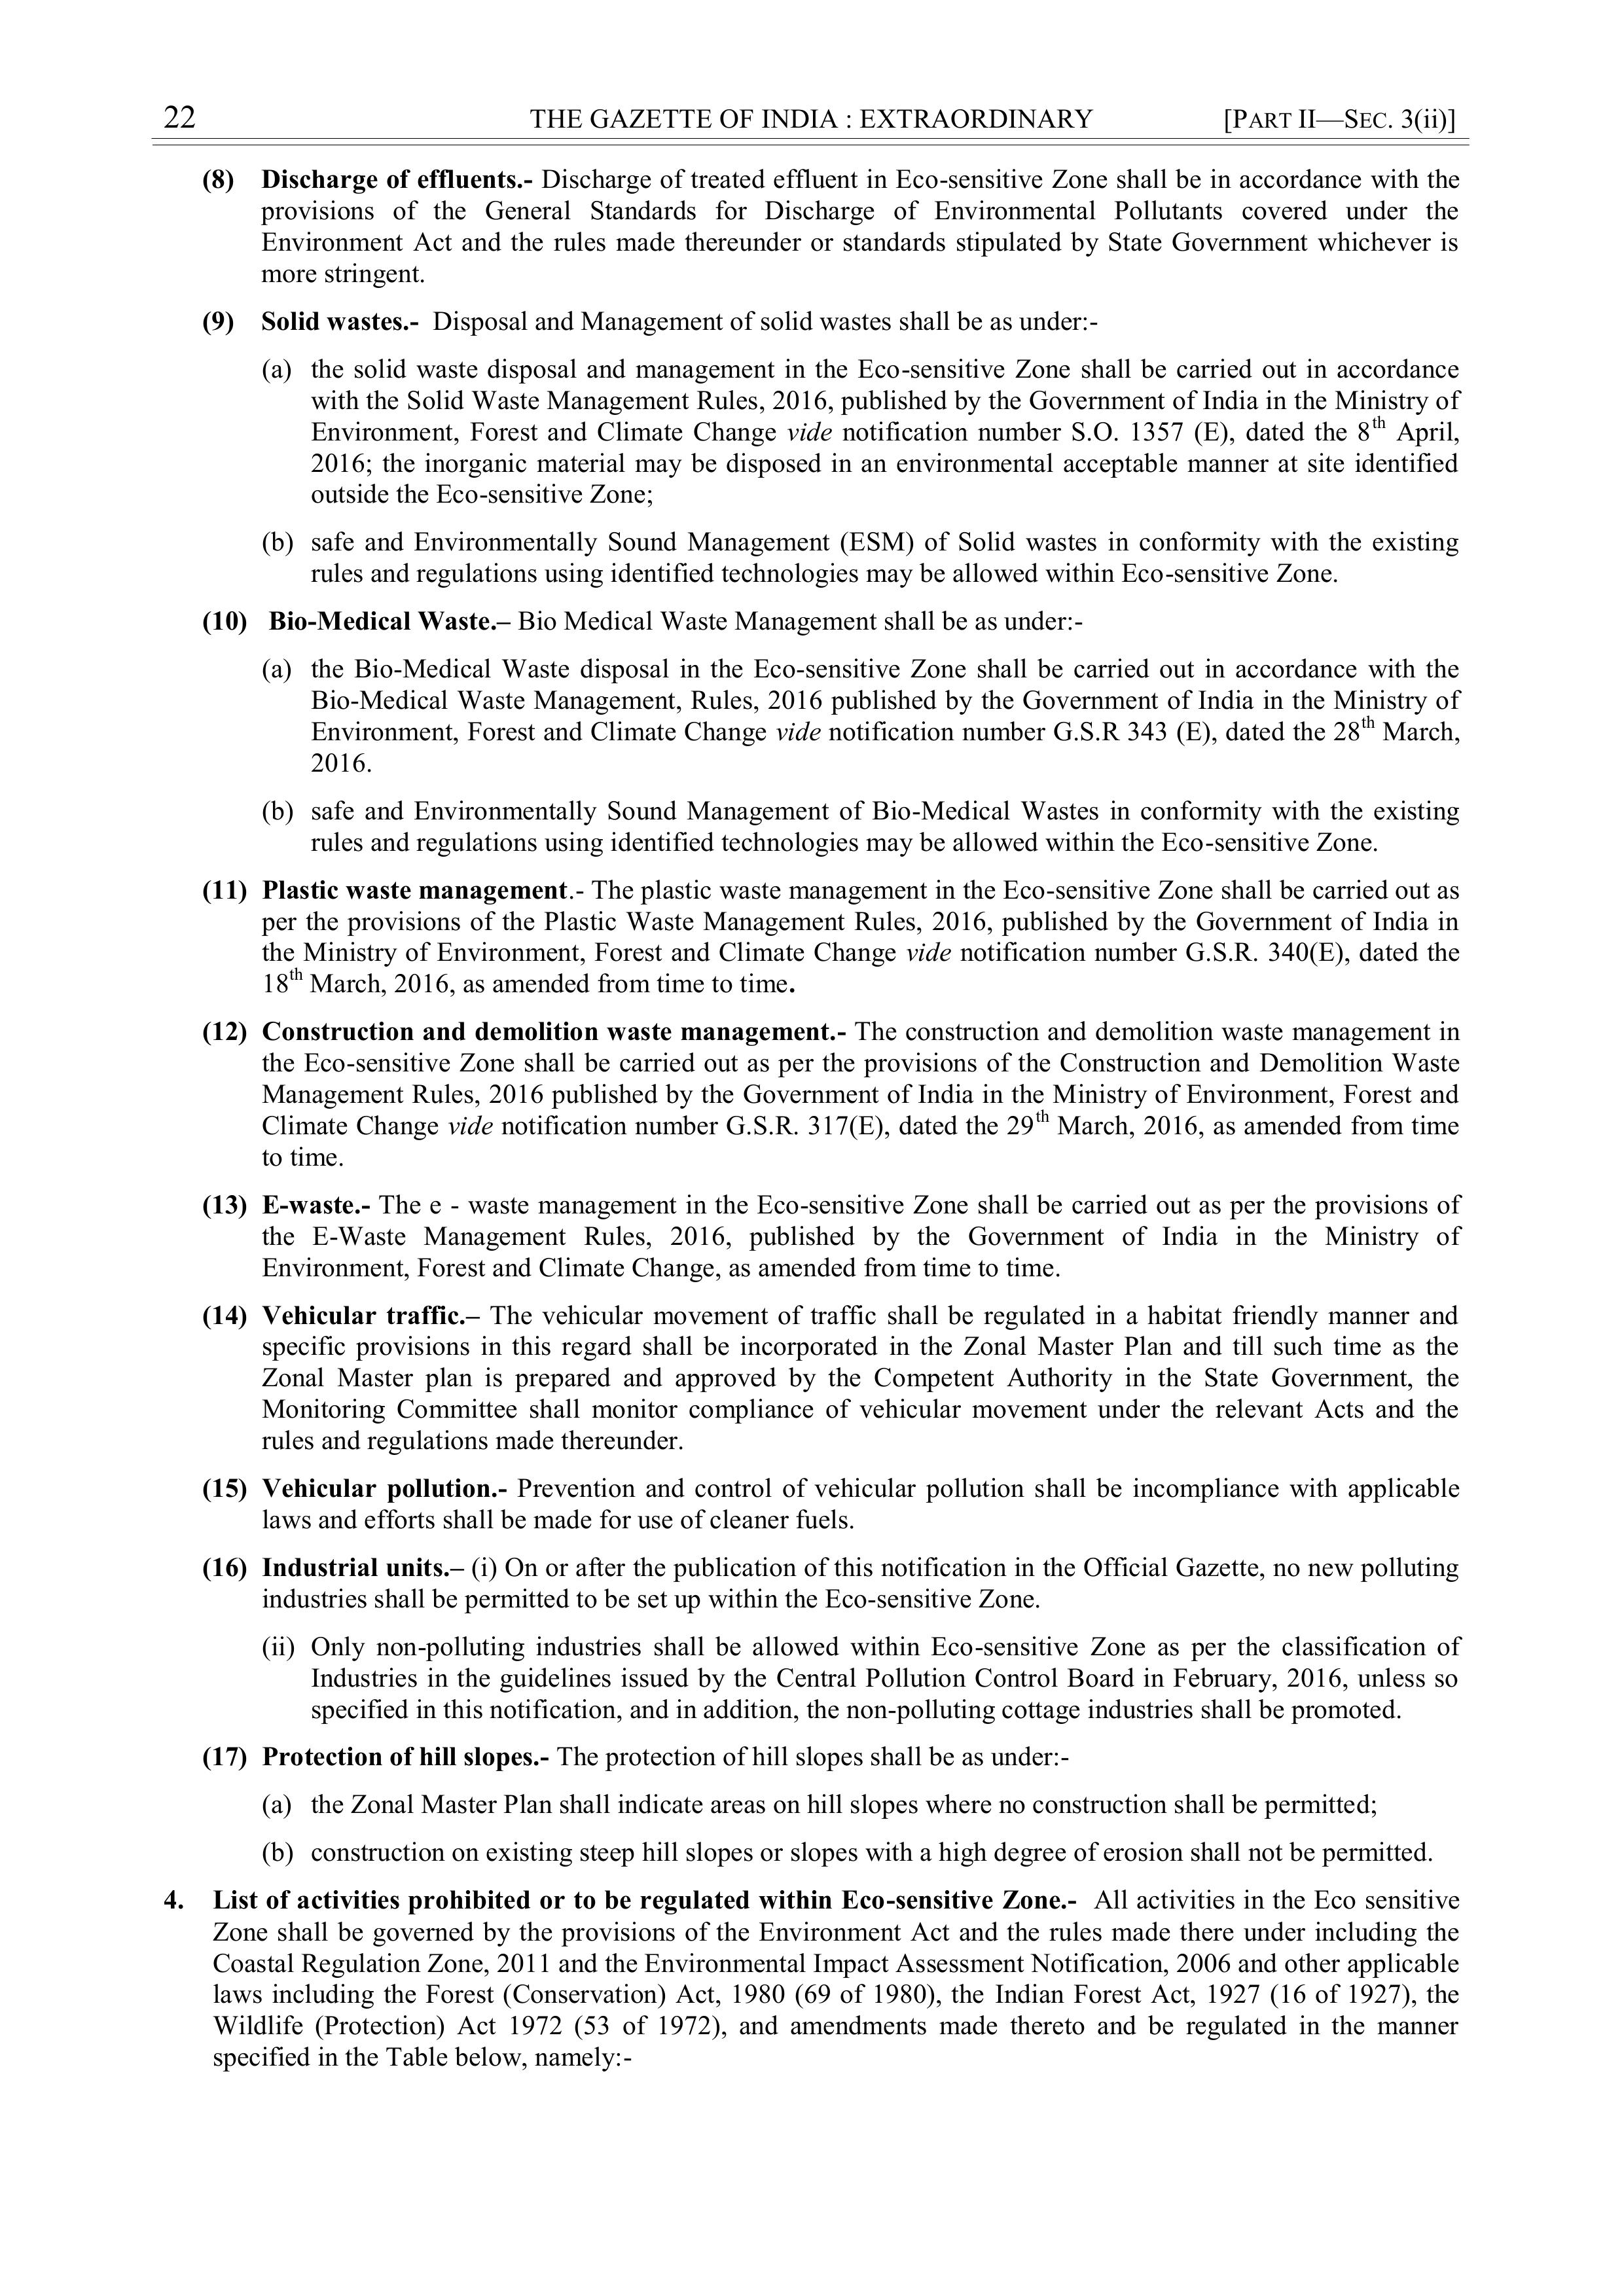 22 THE GAZETTE OF INDIA : EXTRAORDINARY [PART II—SEC. 3(ii)]
(8) Discharge of effluents.- Discharge of treated effluent in Eco-sensitive Zone shall be in accordance with the
provisions of the General Standards for Discharge of Environmental Pollutants covered under the
Environment Act and the rules made thereunder or standards stipulated by State Government whichever is
more stringent.
(9) Solid wastes.- Disposal and Management of solid wastes shall be as under:-
(a) the solid waste disposal and management in the Eco-sensitive Zone shall be carried out in accordance
with the Solid Waste Management Rules, 2016, published by the Government of India in the Ministry of
Environment, Forest and Climate Change vide notification number S.O. 1357 (E), dated the 8th April,
2016; the inorganic material may be disposed in an environmental acceptable manner at site identified
outside the Eco-sensitive Zone;
(b) safe and Environmentally Sound Management (ESM) of Solid wastes in conformity with the existing
rules and regulations using identified technologies may be allowed within Eco-sensitive Zone.
(10) Bio-Medical Waste.– Bio Medical Waste Management shall be as under:-
(a) the Bio-Medical Waste disposal in the Eco-sensitive Zone shall be carried out in accordance with the
Bio-Medical Waste Management, Rules, 2016 published by the Government of India in the Ministry of
Environment, Forest and Climate Change vide notification number G.S.R 343 (E), dated the 28th March,
2016.
(b) safe and Environmentally Sound Management of Bio-Medical Wastes in conformity with the existing
rules and regulations using identified technologies may be allowed within the Eco-sensitive Zone.
(11) Plastic waste management.- The plastic waste management in the Eco-sensitive Zone shall be carried out as
per the provisions of the Plastic Waste Management Rules, 2016, published by the Government of India in
the Ministry of Environment, Forest and Climate Change vide notification number G.S.R. 340(E), dated the
18th March, 2016, as amended from time to time.
(12) Construction and demolition waste management.- The construction and demolition waste management in
the Eco-sensitive Zone shall be carried out as per the provisions of the Construction and Demolition Waste
Management Rules, 2016 published by the Government of India in the Ministry of Environment, Forest and
Climate Change vide notification number G.S.R. 317(E), dated the 29th March, 2016, as amended from time
to time.
(13) E-waste.- The e - waste management in the Eco-sensitive Zone shall be carried out as per the provisions of
the E-Waste Management Rules, 2016, published by the Government of India in the Ministry of
Environment, Forest and Climate Change, as amended from time to time.
(14) Vehicular traffic.– The vehicular movement of traffic shall be regulated in a habitat friendly manner and
specific provisions in this regard shall be incorporated in the Zonal Master Plan and till such time as the
Zonal Master plan is prepared and approved by the Competent Authority in the State Government, the
Monitoring Committee shall monitor compliance of vehicular movement under the relevant Acts and the
rules and regulations made thereunder.
(15) Vehicular pollution.- Prevention and control of vehicular pollution shall be incompliance with applicable
laws and efforts shall be made for use of cleaner fuels.
(16) Industrial units.– (i) On or after the publication of this notification in the Official Gazette, no new polluting
industries shall be permitted to be set up within the Eco-sensitive Zone.
(ii) Only non-polluting industries shall be allowed within Eco-sensitive Zone as per the classification of
Industries in the guidelines issued by the Central Pollution Control Board in February, 2016, unless so
specified in this notification, and in addition, the non-polluting cottage industries shall be promoted.
(17) Protection of hill slopes.- The protection of hill slopes shall be as under:-
(a) the Zonal Master Plan shall indicate areas on hill slopes where no construction shall be permitted;
(b) construction on existing steep hill slopes or slopes with a high degree of erosion shall not be permitted.
4. List of activities prohibited or to be regulated within Eco-sensitive Zone.- All activities in the Eco sensitive
Zone shall be governed by the provisions of the Environment Act and the rules made there under including the
Coastal Regulation Zone, 2011 and the Environmental Impact Assessment Notification, 2006 and other applicable
laws including the Forest (Conservation) Act, 1980 (69 of 1980), the Indian Forest Act, 1927 (16 of 1927), the
Wildlife (Protection) Act 1972 (53 of 1972), and amendments made thereto and be regulated in the manner
specified in the Table below, namely:-